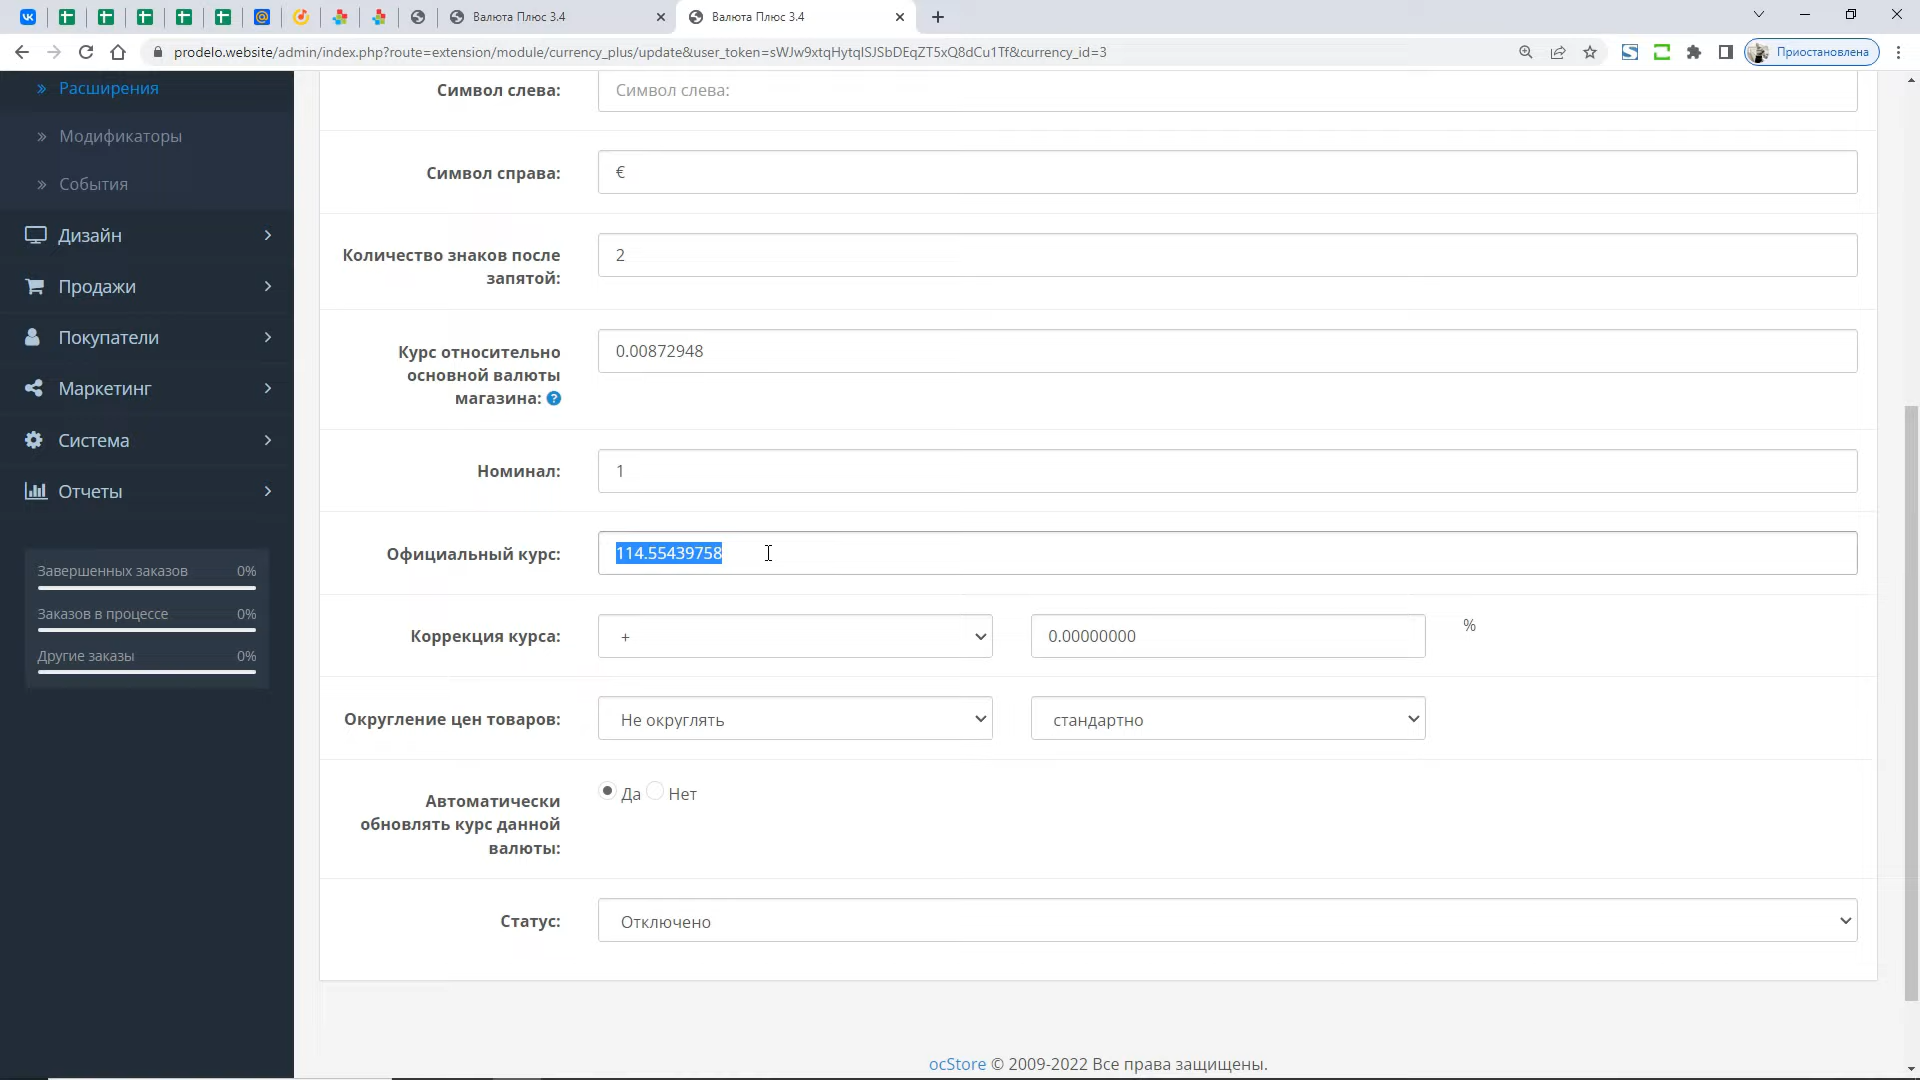 Валюта Плюс 3.4
Валюта Плюс 3.4
prodelo.website/admin/index.php?route=extension/module/currency_plus/update&user_token=sWJw9xtqHytqlSJSbDEqZT5xQ8dCu1Tf&currency_id=3
Приостановлена
Расширения
Модификаторы
События
Дизайн
Продажи
Покупатели
Маркетинг
Система
Отчеты
Завершенных заказов 0%
Заказов в процессе 0%
Другие заказы 0%
Символ слева: Символ слева:
Символ справа: €
Количество знаков после
запятой:
2
Курс относительно
основной валюты
магазина: ?
0.00872948
Номинал: 1
Официальный курс: 114.55439758
Коррекция курса: + 0.00000000 %
Округление цен товаров: Не округлять стандартно
Автоматически
обновлять курс данной
валюты:
Да Нет
Статус: Отключено
ocStore © 2009-2022 Все права защищены.